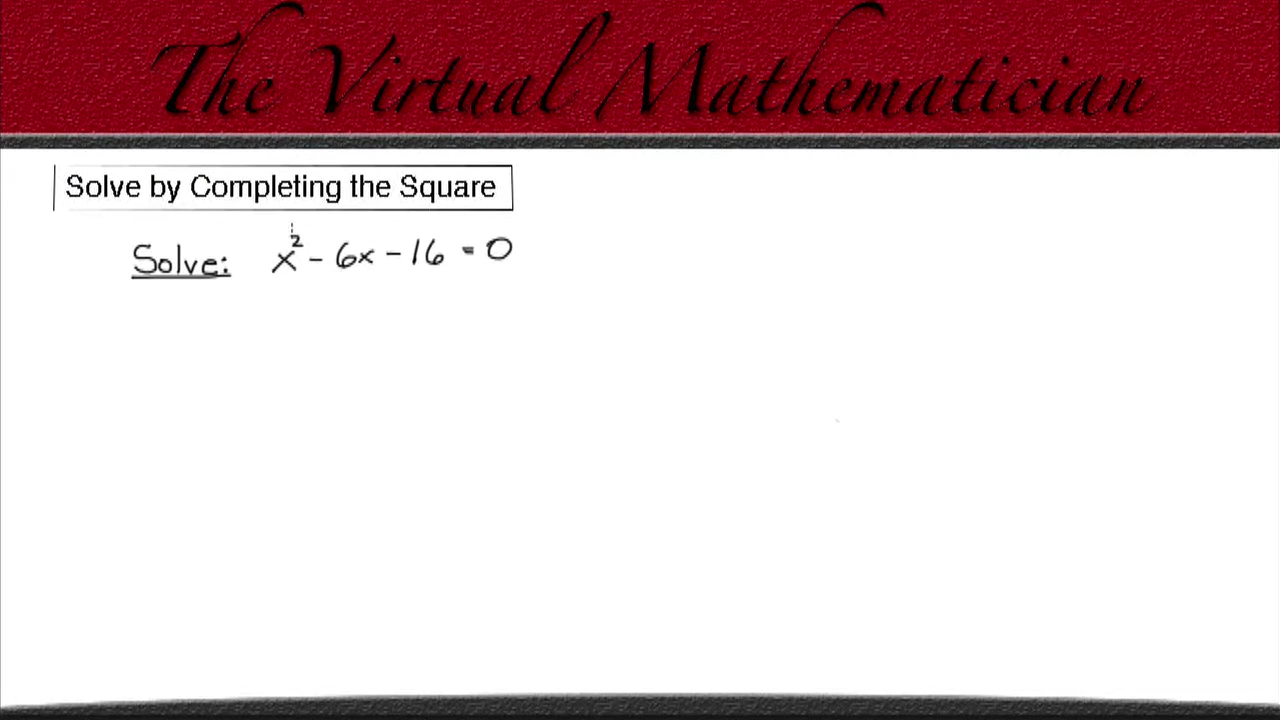 The Virtual Mathematician
Solve by Completing the Square
Solve: x² - 6x - 16 = 0